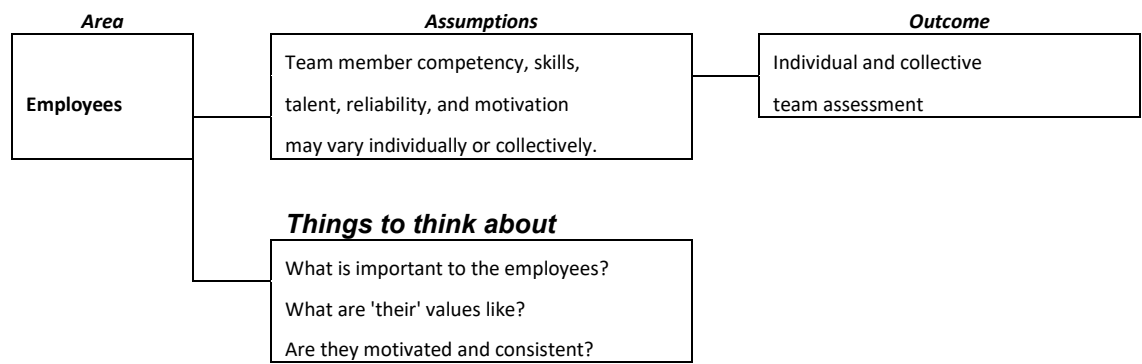 Area
Assumptions
Outcome
Employees
Team member competency, skills,
talent, reliability, and motivation
may vary individually or collectively.
Individual and collective
team assessment
Things to think about
What is important to the employees?
What are 'their' values like?
Are they motivated and consistent?